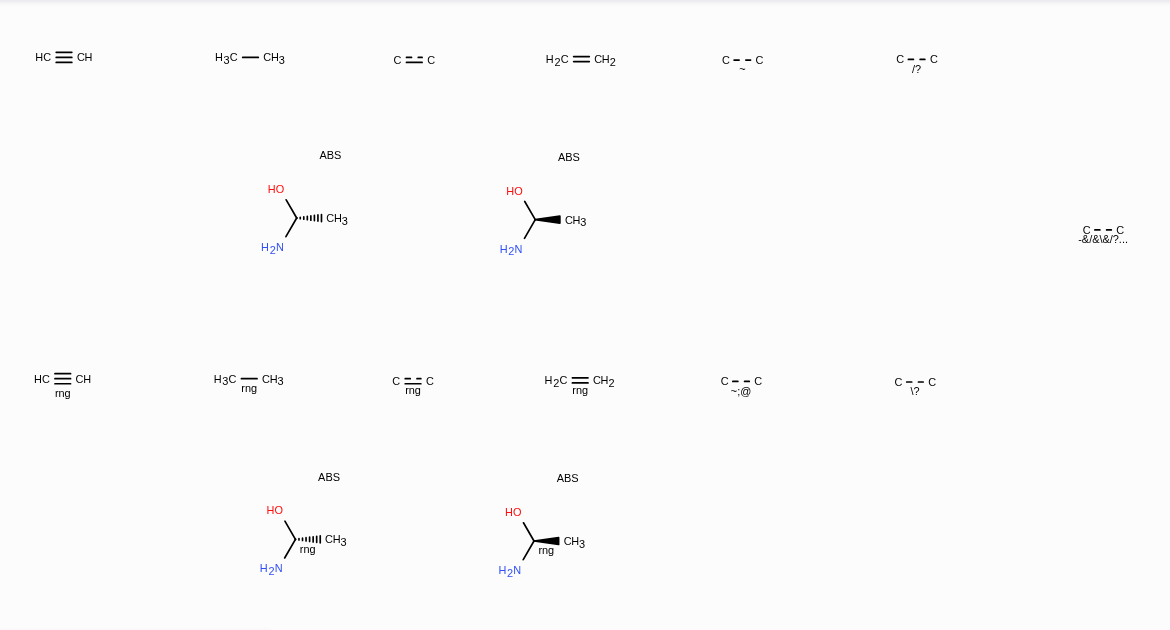 HC CH
H3C CH3
C C
H2C CH2
C C
~
C C
/?
ABS
HO
CH3
H2N
ABS
HO
CH3
H2N
C C
-&/&\&/?...
HC CH
rng
H3C CH3
rng
C C
rng
H2C CH2
rng
C C
~;@
C C
\?
ABS
HO
CH3
rng
H2N
ABS
HO
CH3
rng
H2N